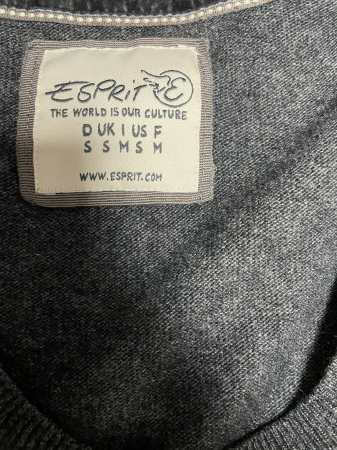 ESPRIT
THE WORLD IS OUR CULTURE
D UK I US F
S S M S M
WWW.ESPRIT.COM